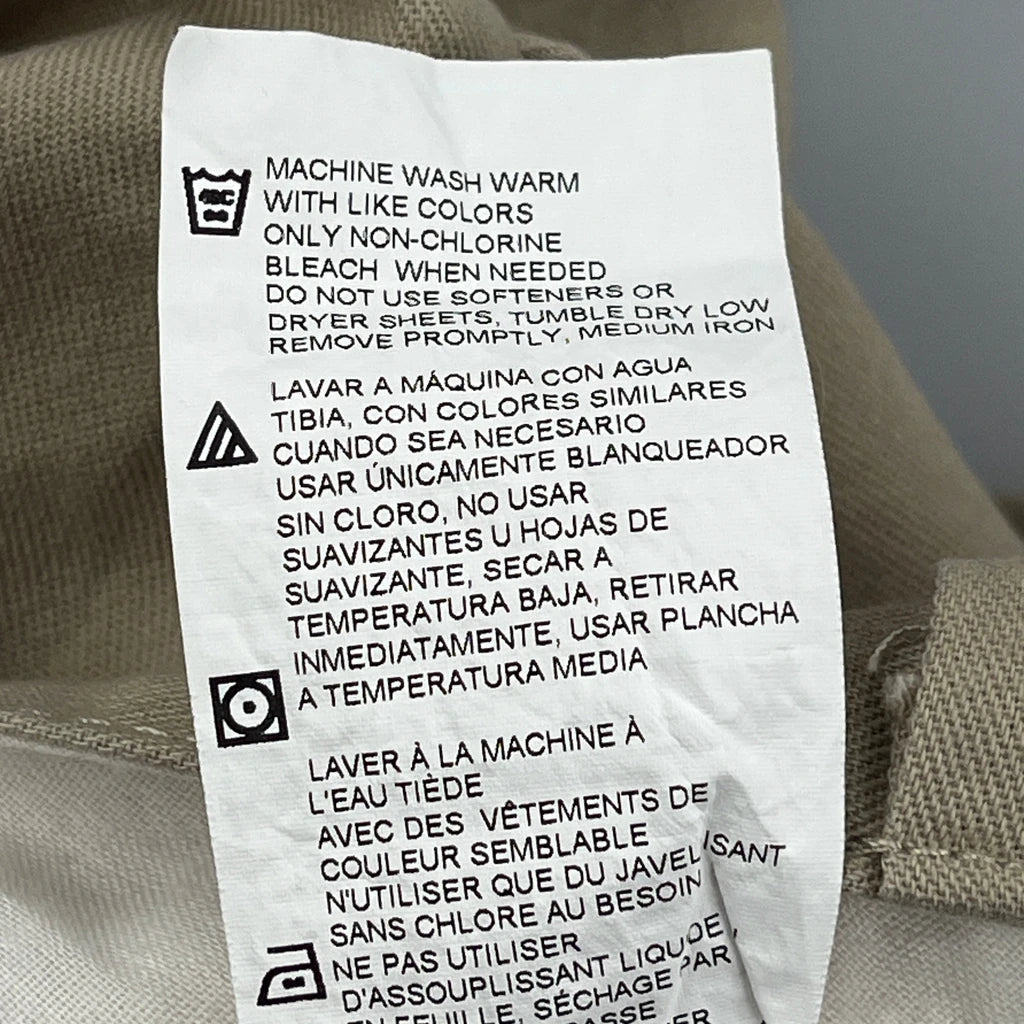 MACHINE WASH WARM
WITH LIKE COLORS
ONLY NON-CHLORINE
BLEACH WHEN NEEDED
DO NOT USE SOFTENERS OR
DRYER SHEETS, TUMBLE DRY LOW
REMOVE PROMPTLY, MEDIUM IRON
LAVAR A MÁQUINA CON AGUA
TIBIA, CON COLORES SIMILARES
CUANDO SEA NECESARIO
USAR ÚNICAMENTE BLANQUEADOR
SIN CLORO, NO USAR
SUAVIZANTES U HOJAS DE
SUAVIZANTE, SECAR A
TEMPERATURA BAJA, RETIRAR
INMEDIATAMENTE, USAR PLANCHA
A TEMPERATURA MEDIA
LAVER À LA MACHINE À
L'EAU TIÈDE
AVEC DES VÊTEMENTS DE
COULEUR SEMBLABLE
N'UTILISER QUE DU JAVELLISANT
SANS CHLORE AU BESOIN
NE PAS UTILISER
D'ASSOUPLISSANT LIQUIDE,
EN FEUILLE, SÉCHAGE PAR